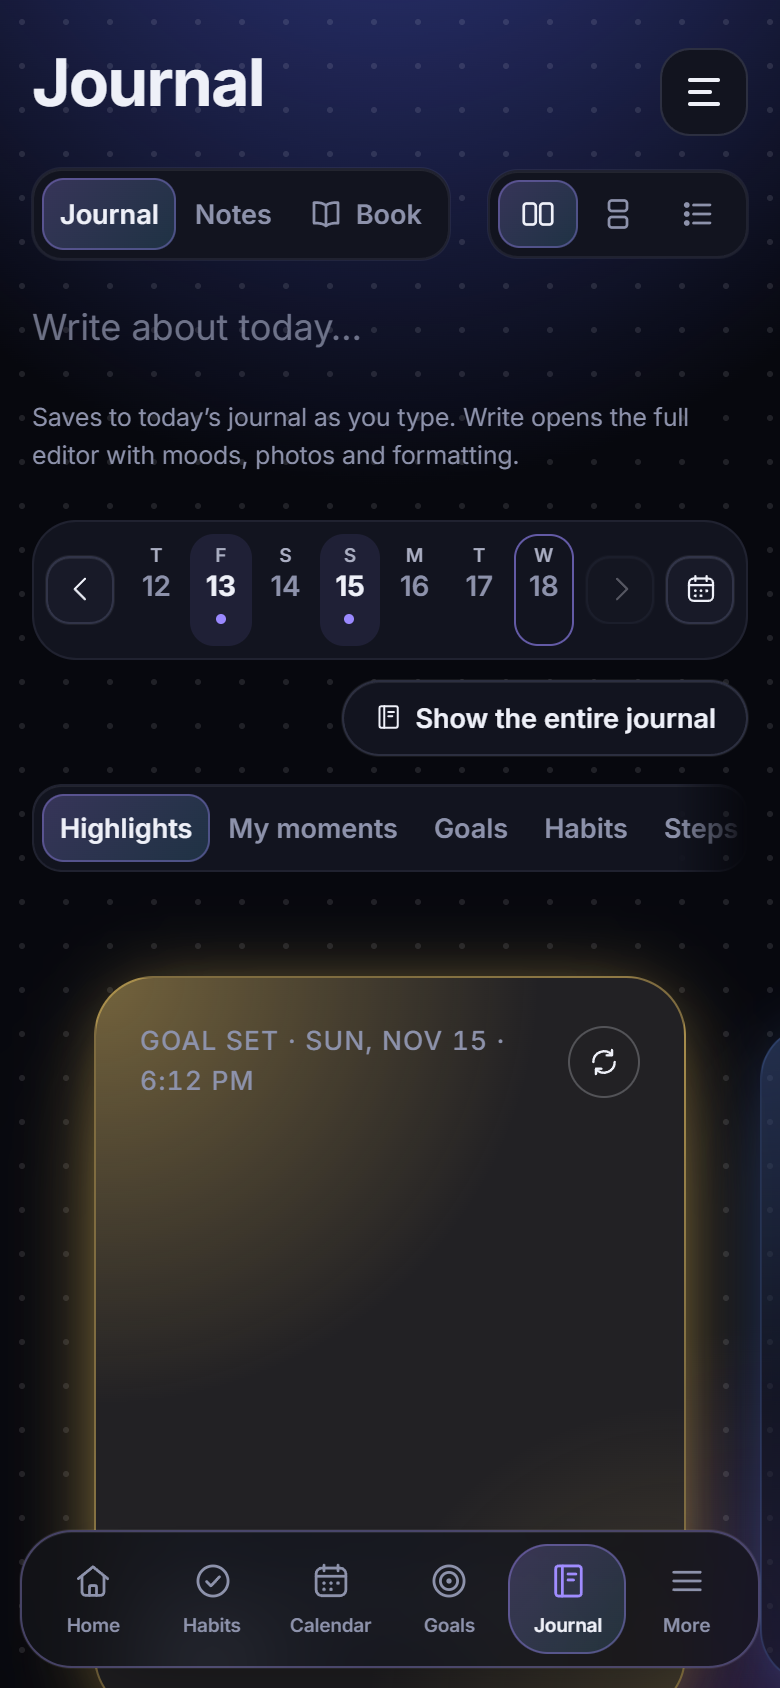 Journal
Journal Notes Book
Write about today...
Saves to today’s journal as you type. Write opens the full
editor with moods, photos and formatting.
T F S S M T W
12 13 14 15 16 17 18
Show the entire journal
Highlights My moments Goals Habits Steps
GOAL SET · SUN, NOV 15 ·
6:12 PM
Home Habits Calendar Goals Journal More